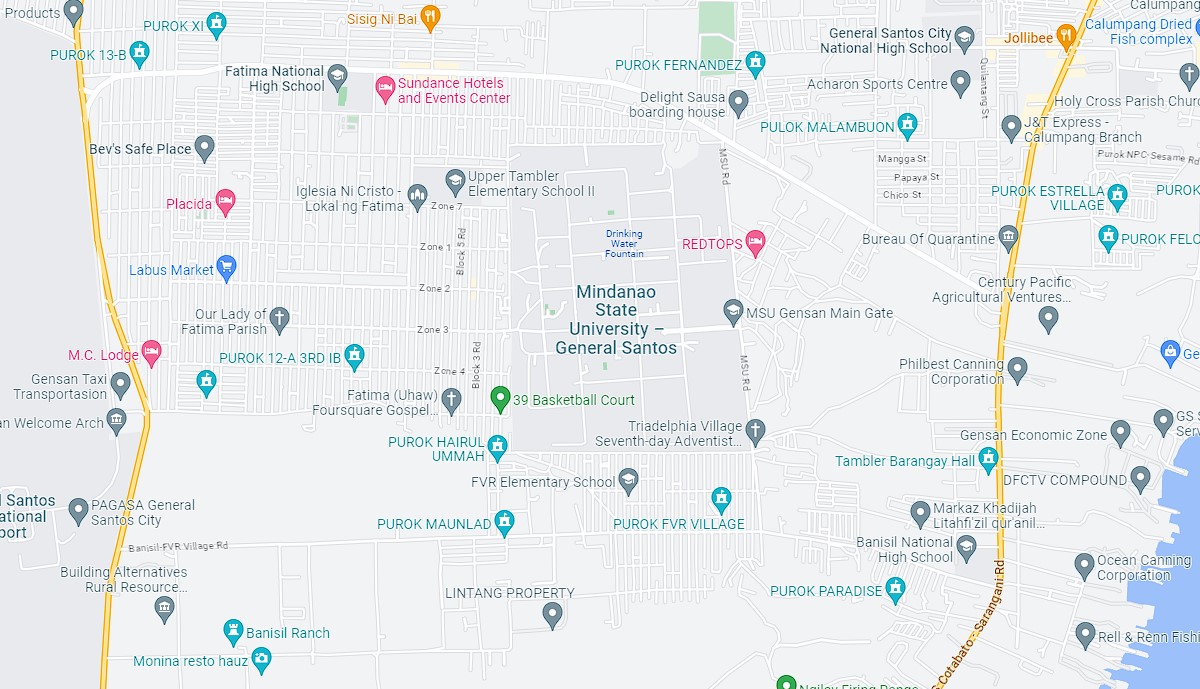 Products
PUROK XI
Sisig Ni Bai
PUROK 13-B
Fatima National
High School
Sundance Hotels
and Events Center
PUROK FERNANDEZ
General Santos City
National High School
Jollibee
Calumpang
Calumpang Dried
Fish complex
Acharon Sports Centre
Quilantang St
Delight Sausa
boarding house
Holy Cross Parish Churc
PULOK MALAMBUON
J&T Express -
Calumpang Branch
Bev's Safe Place
MSU Rd
Mangga St
Papaya St
Chico St
Purok NPC-Sesame Rd
Upper Tambler
Elementary School II
Iglesia Ni Cristo -
Lokal ng Fatima
Zone 7
Placida
PUROK ESTRELLA
VILLAGE
PUROK
Drinking
Water
Fountain
REDTOPS
Bureau Of Quarantine
PUROK FELO
Zone 1
Block 5 Rd
Labus Market
Zone 2
Century Pacific
Agricultural Ventures...
Mindanao
State
University –
General Santos
Our Lady of
Fatima Parish
Zone 3
MSU Gensan Main Gate
M.C. Lodge
PUROK 12-A 3RD IB
Zone 4
Block 3 Rd
MSU Rd
Philbest Canning
Corporation
Ge
Gensan Taxi
Transportasion
Fatima (Uhaw)
Foursquare Gospel...
39 Basketball Court
an Welcome Arch
Triadelphia Village
Seventh-day Adventist...
Gensan Economic Zone
GS S
Serv
PUROK HAIRUL
UMMAH
Tambler Barangay Hall
FVR Elementary School
DFCTV COMPOUND
l Santos
ational
port
PAGASA General
Santos City
PUROK MAUNLAD
PUROK FVR VILLAGE
Markaz Khadijah
Litahfi'zil qur'anil...
Banisil-FVR Village Rd
Banisil National
High School
Building Alternatives
Rural Resource...
Ocean Canning
Corporation
LINTANG PROPERTY
PUROK PARADISE
Banisil Ranch
Monina resto hauz
Cotabato - Sarangani Rd
Rell & Renn Fishi
Ngilay Firing Range